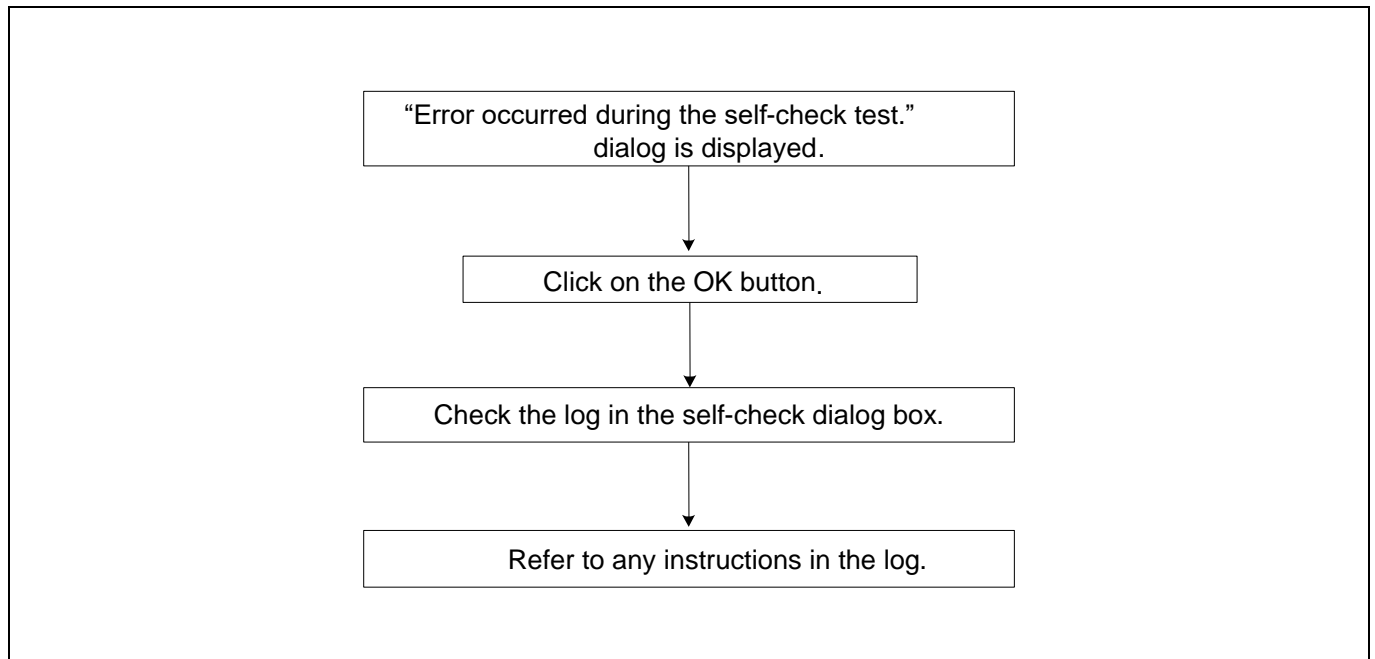 “Error occurred during the self-check test.”
dialog is displayed.
Click on the OK button.
Check the log in the self-check dialog box.
Refer to any instructions in the log.